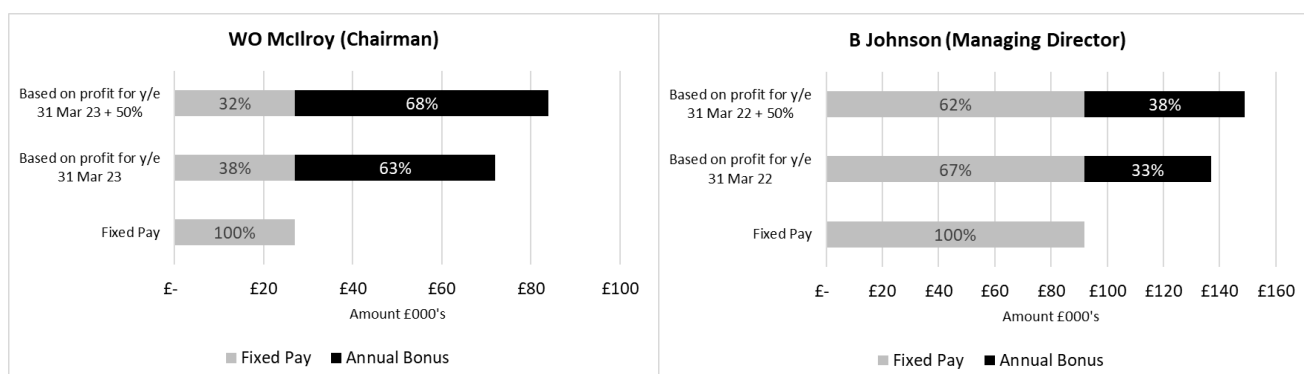 WO McIlroy (Chairman)
Based on profit for y/e
31 Mar 23 + 50%
32%
68%
Based on profit for y/e
31 Mar 23
38%
63%
Fixed Pay
100%
£-
£20
£40
£60
£80
£100
Amount £000's
Fixed Pay
Annual Bonus
B Johnson (Managing Director)
Based on profit for y/e
31 Mar 22 + 50%
62%
38%
Based on profit for y/e
31 Mar 22
67%
33%
Fixed Pay
100%
£-
£20
£40
£60
£80
£100
£120
£140
£160
Amount £000's
Fixed Pay
Annual Bonus